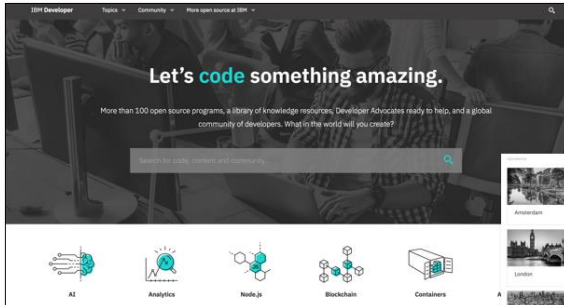 IBM Developer
Topics
Community
More open source at IBM
Let's code something amazing.
More than 100 open source programs, a library of knowledge resources, Developer Advocates ready to help, and a global
community of developers. What in the world will you create?
Search for code, content and community...
Amsterdam
London
AI
Analytics
Node.js
Blockchain
Containers
A